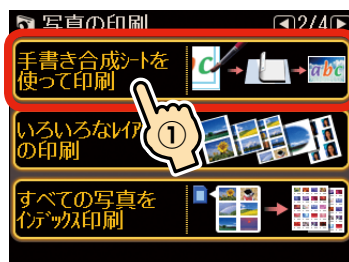 写真の印刷 2/4
手書き合成シートを
使って印刷
abc
①
いろいろなレイア
の印刷
すべての写真を
インデックス印刷